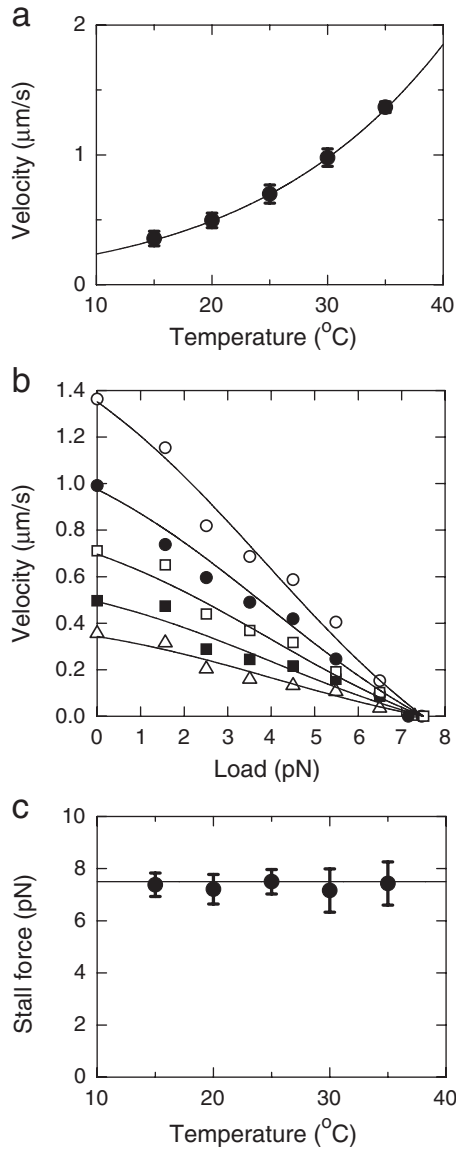 a
2
1
0
Velocity (μm/s)
10 20 30 40
Temperature (°C)
b
1.4
1.2
1.0
0.8
0.6
0.4
0.2
0.0
Velocity (μm/s)
0 1 2 3 4 5 6 7 8
Load (pN)
c
10
8
6
4
2
0
Stall force (pN)
10 20 30 40
Temperature (°C)